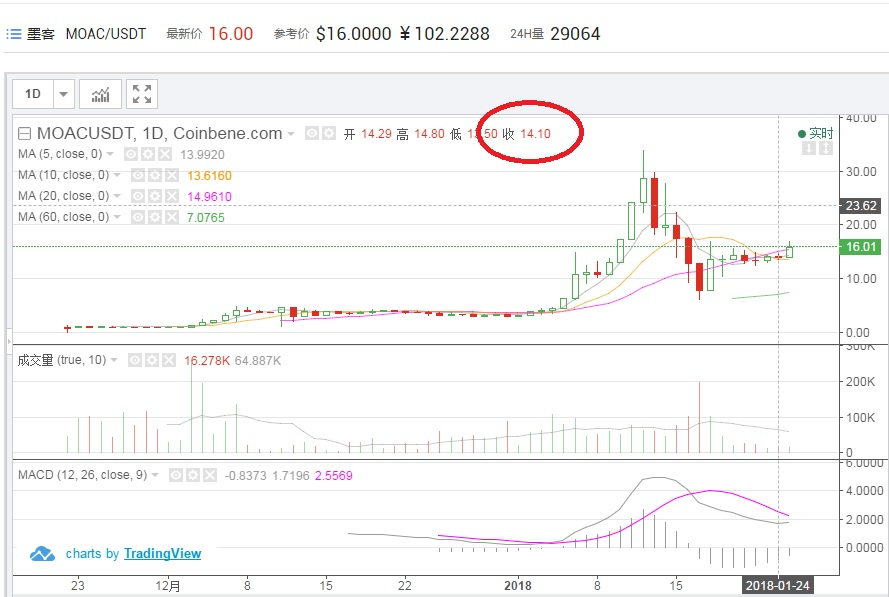 墨客 MOAC/USDT 最新价 16.00 参考价 $16.0000 ￥102.2288 24H量 29064
1D
MOACUSDT, 1D, Coinbene.com 开 14.29 高 14.80 低 50 收 14.10
实时
MA (5, close, 0) 13.9920
MA (10, close, 0) 13.6160
MA (20, close, 0) 14.9610
MA (60, close, 0) 7.0765
40.00
30.00
23.62
20.00
16.01
10.00
0.00
成交量 (true, 10) 16.278K 64.887K
300K
200K
100K
0
MACD (12, 26, close, 9) -0.8373 1.7196 2.5569
6.0000
4.0000
2.0000
0.0000
charts by TradingView
23 12月 8 15 22 2018 8 15 2018-01-24